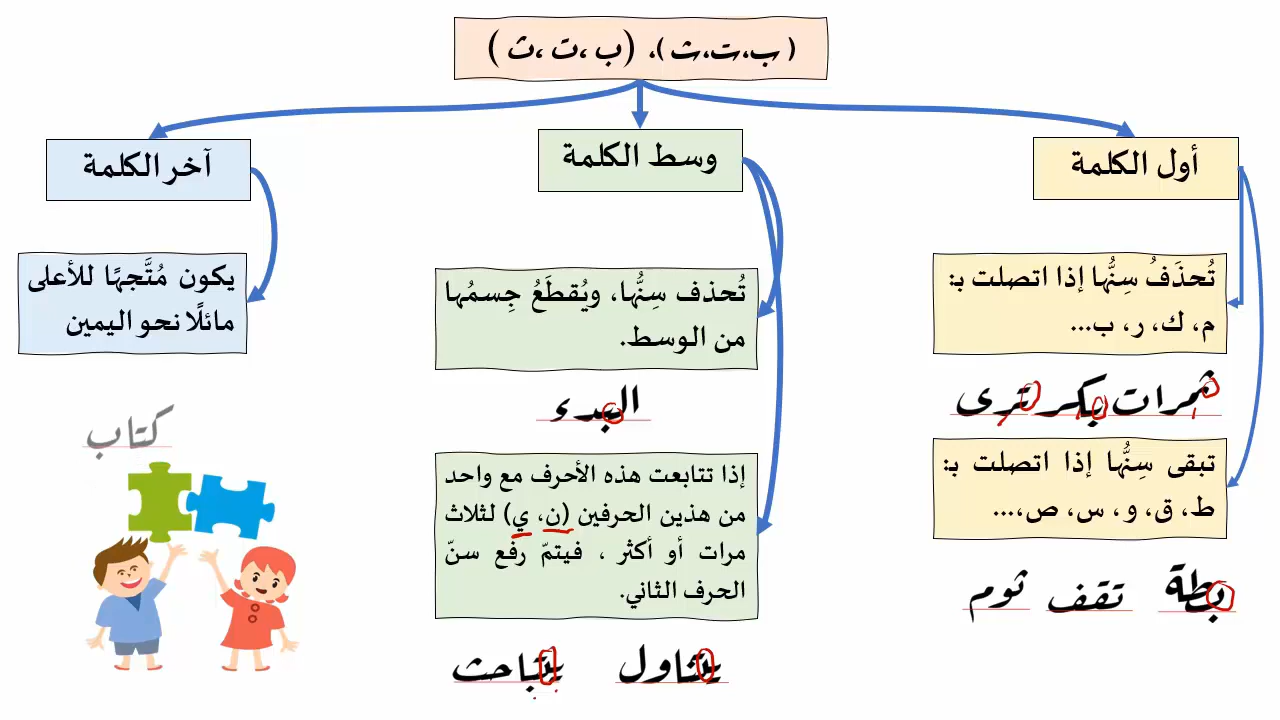 (ب،ت،ث)، (ب ،ت ،ث )
أول الكلمة
تُحذَفُ سِنُّها إذا اتصلت بـ:
م، ك، ر، ب...
ثمرات بكر ترى
تبقى سِنُّها إذا اتصلت بـ:
ط، ق، و ، س، ص،...
بطة تقف ثوم
وسط الكلمة
تُحذف سِنُّها، ويُقطَعُ جِسمُها
من الوسط.
البدء
إذا تتابعت هذه الأحرف مع واحد
من هذين الحرفين (ن، ي) لثلاث
مرات أو أكثر ، فيتمّ رفع سنّ
الحرف الثاني.
يتناول يتباحث
آخر الكلمة
يكون مُتَّجهًا للأعلى
مائلًا نحو اليمين
كتاب